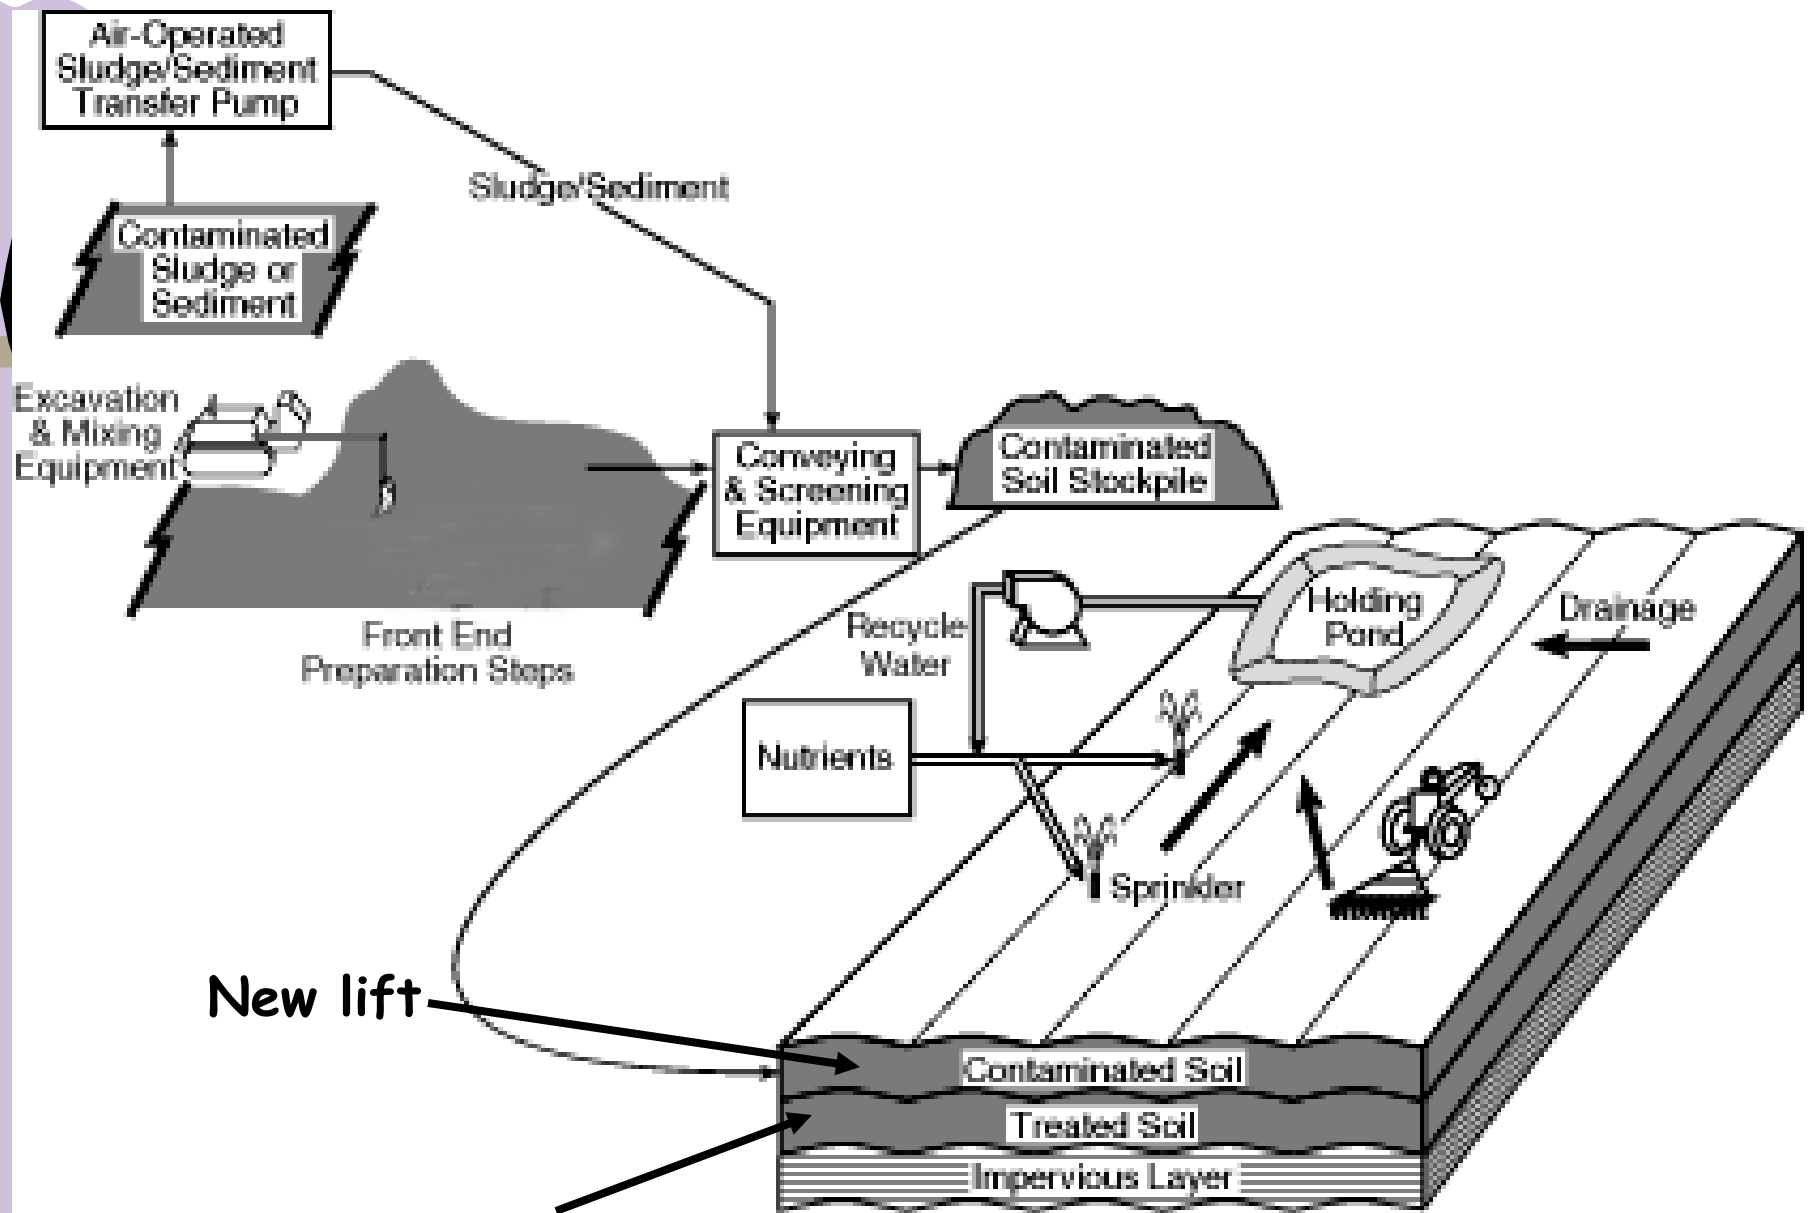 Air-Operated
Sludge/Sediment
Transfer Pump
Sludge/Sediment
Contaminated
Sludge or
Sediment
Excavation
& Mixing
Equipment
Conveying
& Screening
Equipment
Contaminated
Soil Stockpile
Front End
Preparation Steps
Recycle
Water
Holding
Pond
Drainage
Nutrients
Sprinkler
New lift
Contaminated Soil
Treated Soil
Impervious Layer